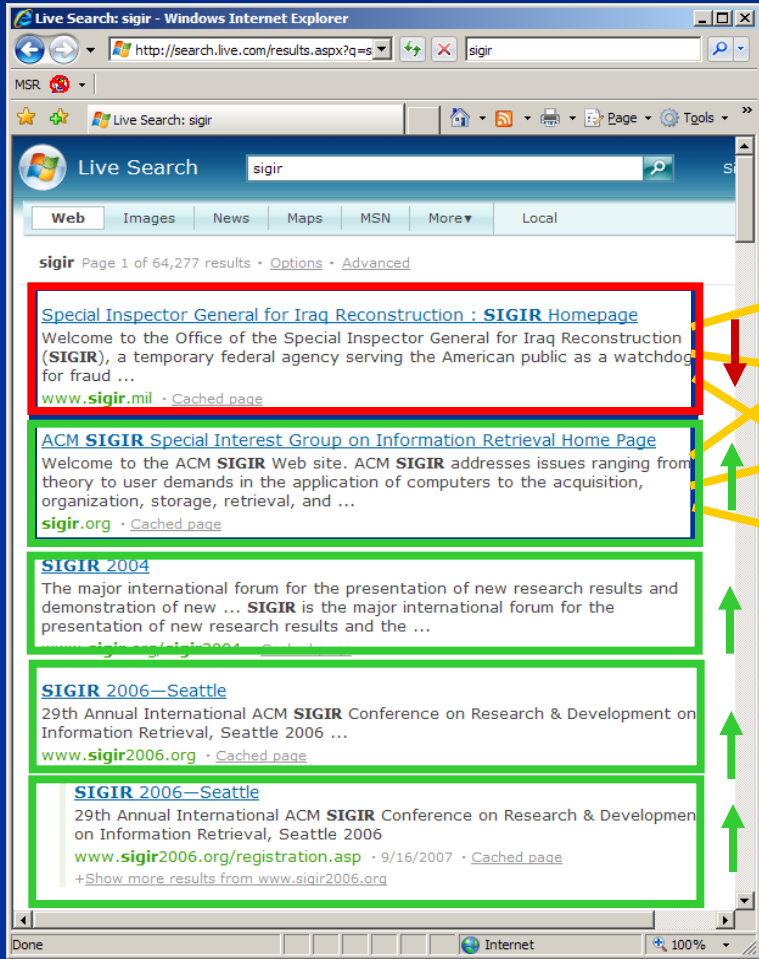 Live Search: sigir - Windows Internet Explorer
http://search.live.com/results.aspx?q=s
sigir
MSR
Live Search: sigir
Page
Tools
»
Live Search
sigir
Web Images News Maps MSN More▾ Local
sigir Page 1 of 64,277 results · Options · Advanced
Special Inspector General for Iraq Reconstruction : SIGIR Homepage
Welcome to the Office of the Special Inspector General for Iraq Reconstruction
(SIGIR), a temporary federal agency serving the American public as a watchdog
for fraud ...
www.sigir.mil · Cached page
ACM SIGIR Special Interest Group on Information Retrieval Home Page
Welcome to the ACM SIGIR Web site. ACM SIGIR addresses issues ranging from
theory to user demands in the application of computers to the acquisition,
organization, storage, retrieval, and ...
sigir.org · Cached page
SIGIR 2004
The major international forum for the presentation of new research results and
demonstration of new ... SIGIR is the major international forum for the
presentation of new research results and the ...
www.sigir.org/sigir2004 · Cached page
SIGIR 2006—Seattle
29th Annual International ACM SIGIR Conference on Research & Development on
Information Retrieval, Seattle 2006 ...
www.sigir2006.org · Cached page
SIGIR 2006—Seattle
29th Annual International ACM SIGIR Conference on Research & Developmen
on Information Retrieval, Seattle 2006
www.sigir2006.org/registration.asp · 9/16/2007 · Cached page
+Show more results from www.sigir2006.org
Done
Internet
100%